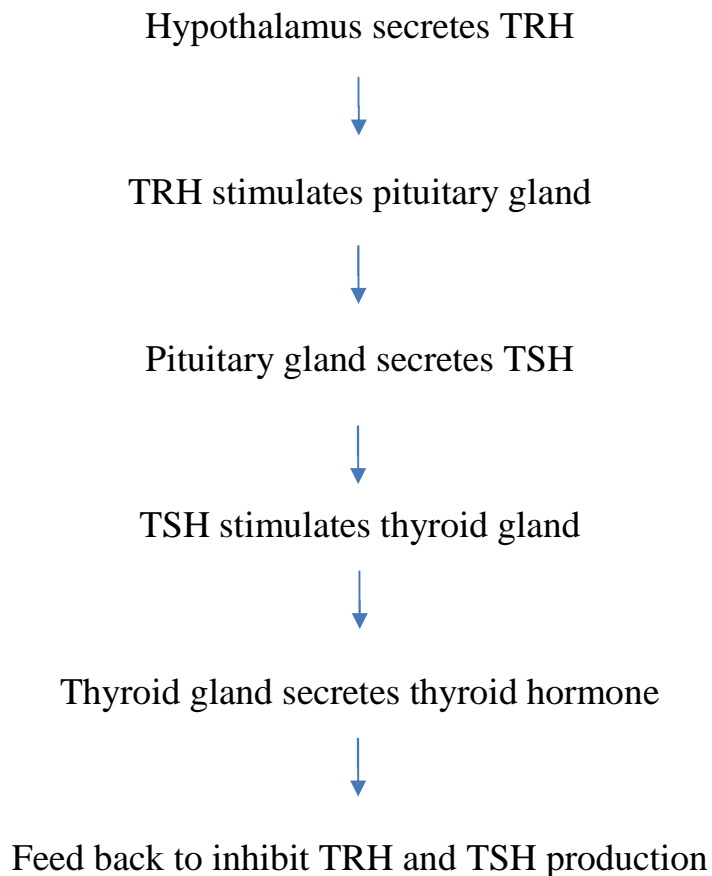 Hypothalamus secretes TRH
TRH stimulates pituitary gland
Pituitary gland secretes TSH
TSH stimulates thyroid gland
Thyroid gland secretes thyroid hormone
Feed back to inhibit TRH and TSH production